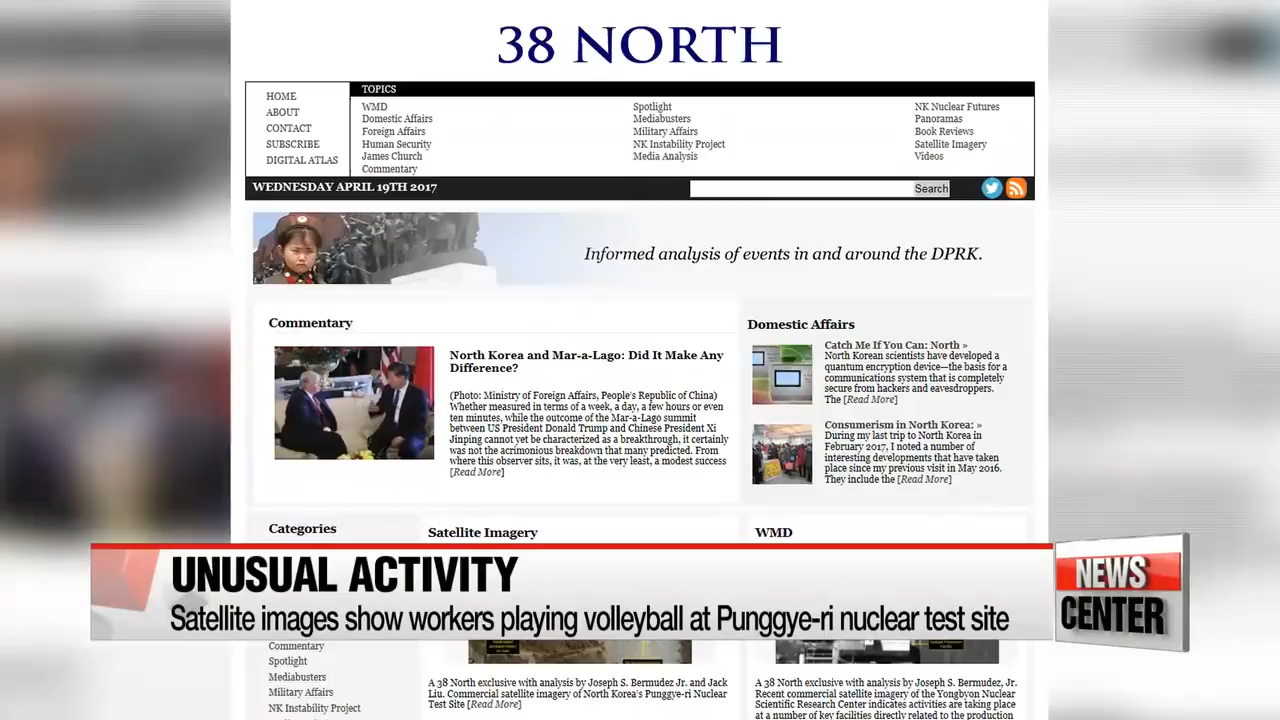 38 NORTH
HOME
ABOUT
CONTACT
SUBSCRIBE
DIGITAL ATLAS
TOPICS
WMD
Domestic Affairs
Foreign Affairs
Human Security
James Church
Commentary
Spotlight
Mediabusters
Military Affairs
NK Instability Project
Media Analysis
NK Nuclear Futures
Panoramas
Book Reviews
Satellite Imagery
Videos
WEDNESDAY APRIL 19TH 2017
Search
Informed analysis of events in and around the DPRK.
Commentary
North Korea and Mar-a-Lago: Did It Make Any
Difference?
(Photo: Ministry of Foreign Affairs, People's Republic of China)
Whether measured in terms of a week, a day, a few hours or even
ten minutes, while the outcome of the Mar-a-Lago summit
between US President Donald Trump and Chinese President Xi
Jinping cannot yet be characterized as a breakthrough, it certainly
was not the acrimonious breakdown that many predicted. From
where this observer sits, it was, at the very least, a modest success
[Read More]
Domestic Affairs
Catch Me If You Can: North »
North Korean scientists have developed a
quantum encryption device—the basis for a
communications system that is completely
secure from hackers and eavesdroppers.
The [Read More]
Consumerism in North Korea: »
During my last trip to North Korea in
February 2017, I noted a number of
interesting developments that have taken
place since my previous visit in May 2016.
They include the [Read More]
Categories
Satellite Imagery
WMD
UNUSUAL ACTIVITY
Satellite images show workers playing volleyball at Punggye-ri nuclear test site
NEWS
CENTER
Commentary
Spotlight
Mediabusters
Military Affairs
NK Instability Project
A 38 North exclusive with analysis by Joseph S. Bermudez Jr. and Jack
Liu. Commercial satellite imagery of North Korea's Punggye-ri Nuclear
Test Site [Read More]
A 38 North exclusive with analysis by Joseph S. Bermudez, Jr.
Recent commercial satellite imagery of the Yongbyon Nuclear
Scientific Research Center indicates activities are taking place
at a number of key facilities directly related to the production